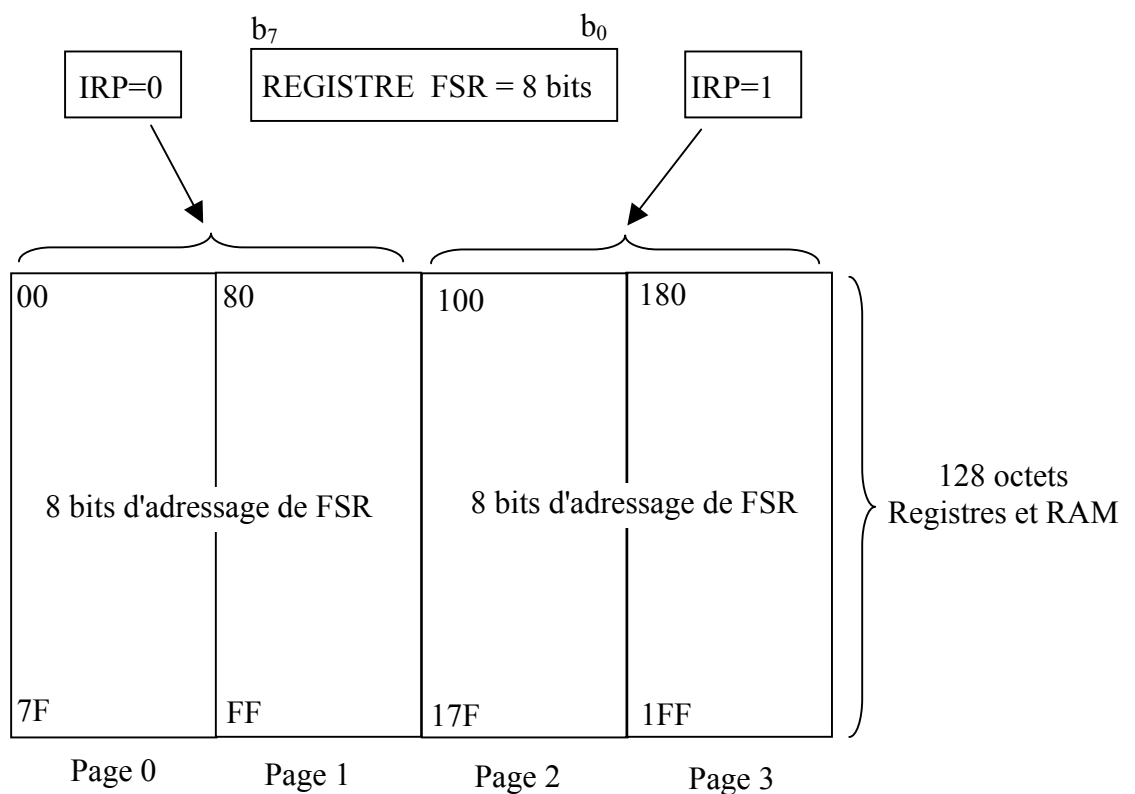 b7 b0
IRP=0 REGISTRE FSR = 8 bits IRP=1
00 80 100 180
8 bits d'adressage de FSR 8 bits d'adressage de FSR
128 octets
Registres et RAM
7F FF 17F 1FF
Page 0 Page 1 Page 2 Page 3